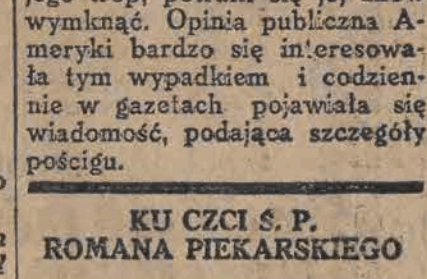 wymknąć. Opinia publiczna A-
meryki bardzo się interesowa-
ła tym wypadkiem i codzien-
nie w gazetach pojawiała się
wiadomość, podająca szczegóły
pościgu.
KU CZCI Ś. P.
ROMANA PIEKARSKIEGO